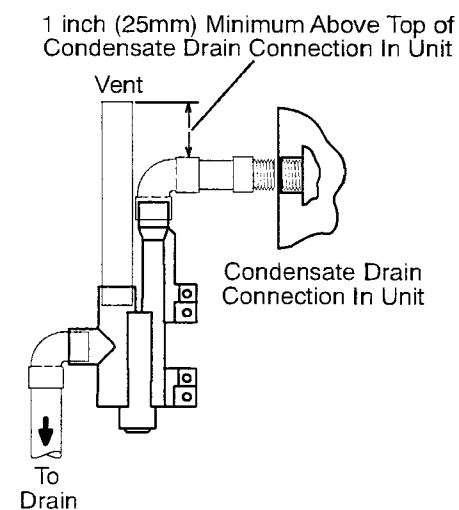 1 inch (25mm) Minimum Above Top of
Condensate Drain Connection In Unit
Vent
Condensate Drain
Connection In Unit
To
Drain